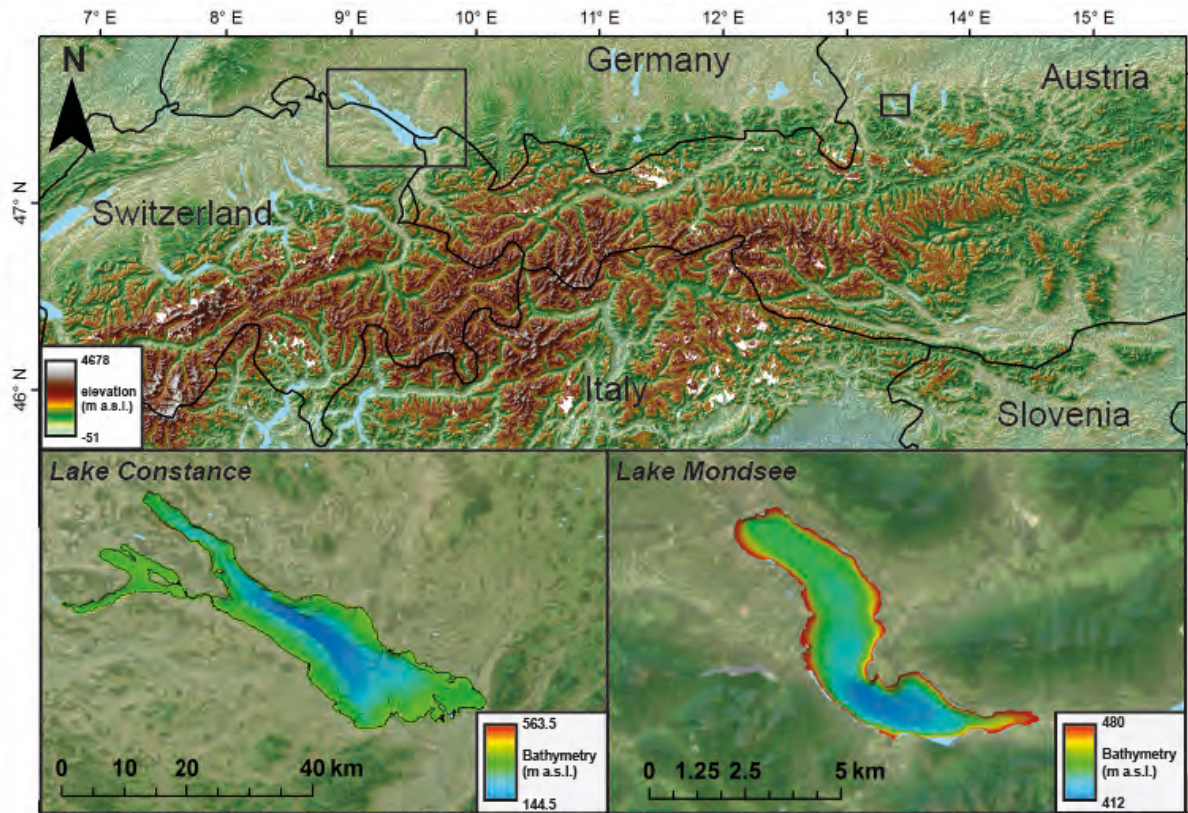 7° E 8° E 9° E 10° E 11° E 12° E 13° E 14° E 15° E
N
Germany
Austria
47° N
Switzerland
46° N
4678
elevation
(m a.s.l.)
-51
Italy
Slovenia
Lake Constance
563.5
Bathymetry
(m a.s.l.)
144.5
0 10 20 40 km
Lake Mondsee
480
Bathymetry
(m a.s.l.)
412
0 1.25 2.5 5 km